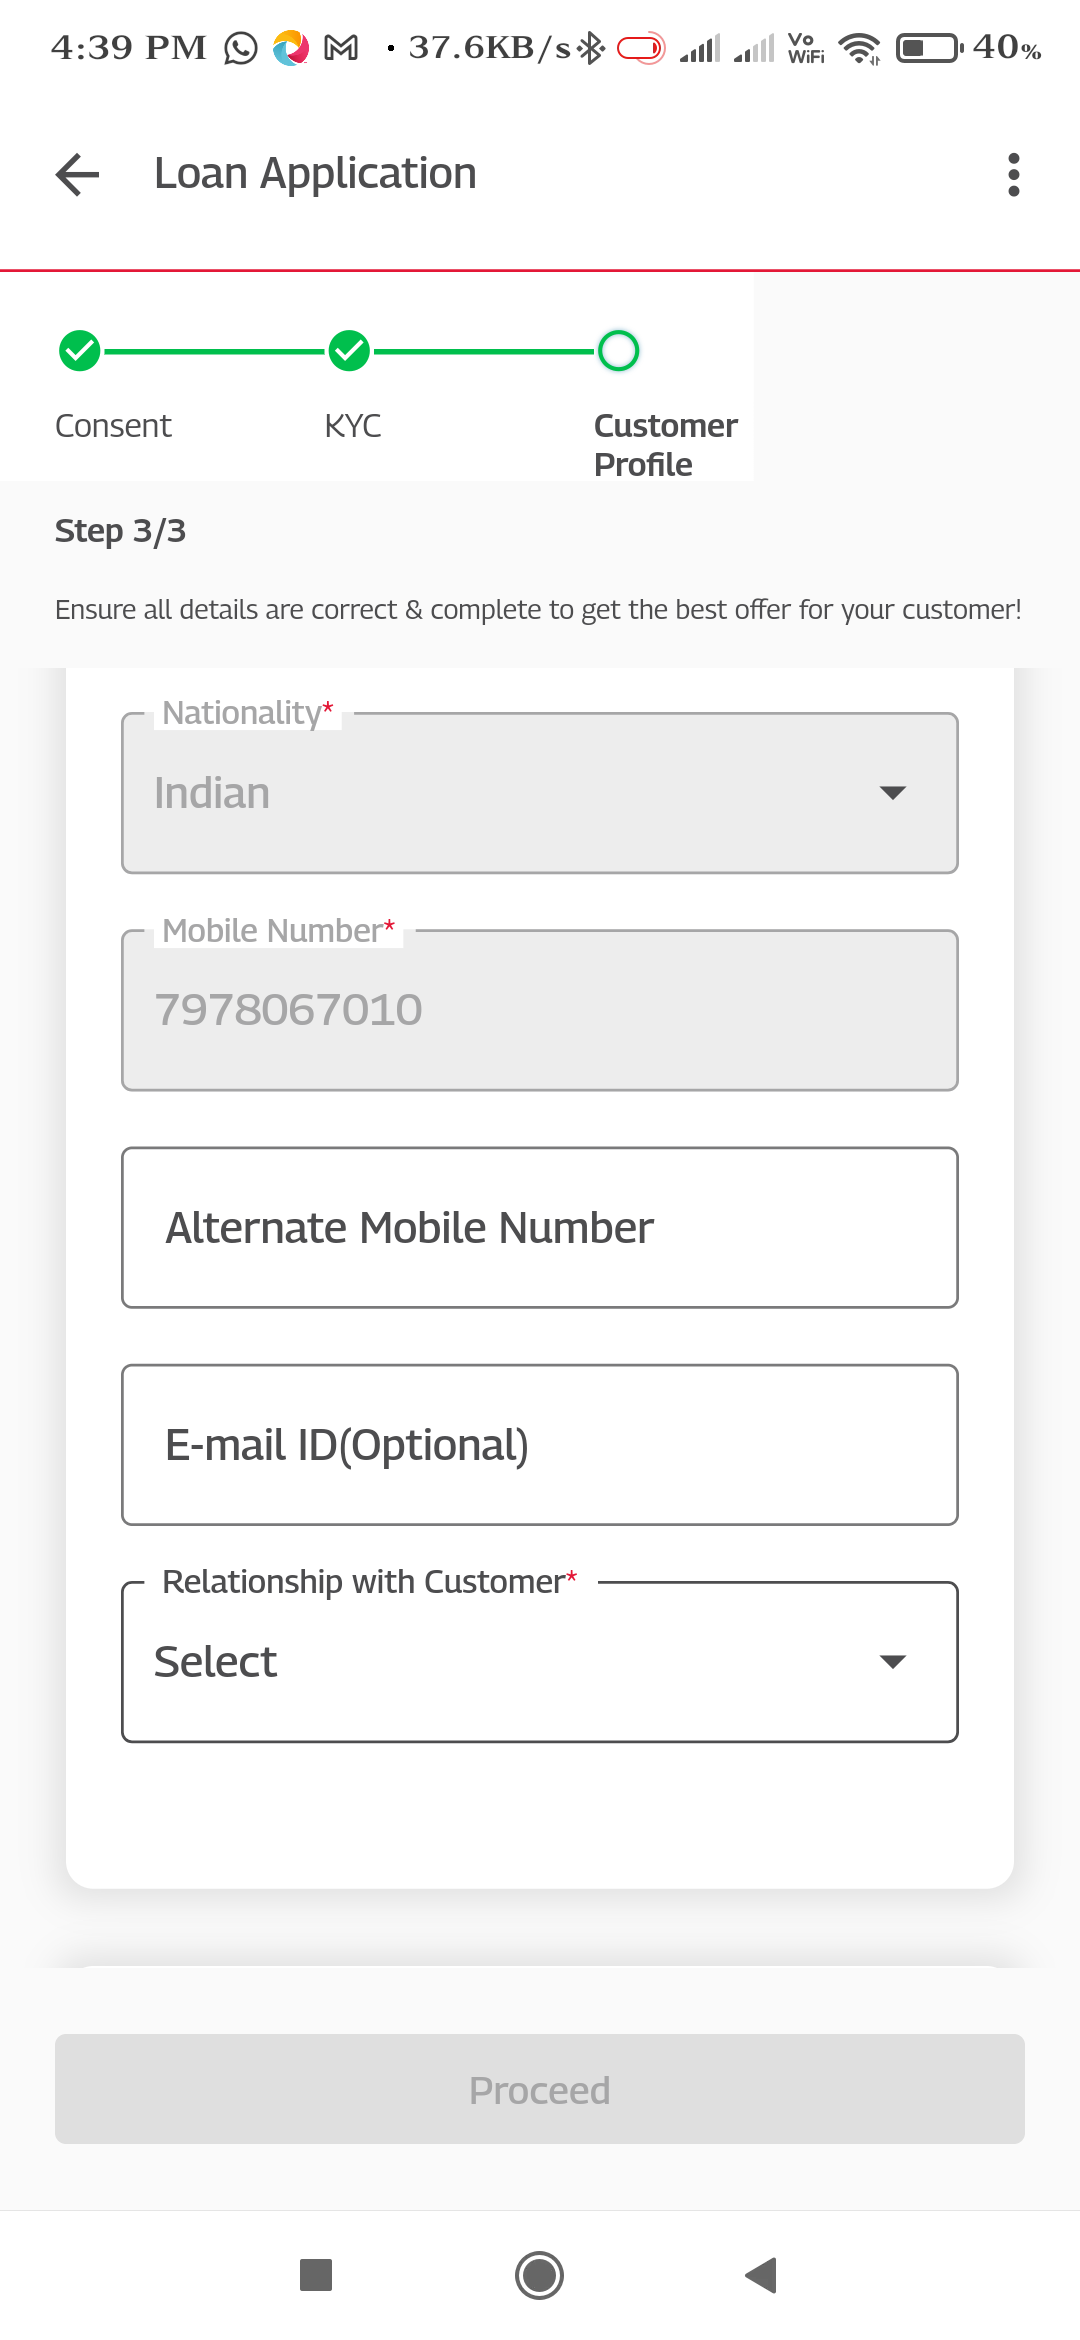 4:39 PM
37.6KB/s
Vo
WiFi
40%
Loan Application
Consent
KYC
Customer
Profile
Step 3/3
Ensure all details are correct & complete to get the best offer for your customer!
Nationality*
Indian
Mobile Number*
7978067010
Alternate Mobile Number
E-mail ID(Optional)
Relationship with Customer*
Select
Proceed